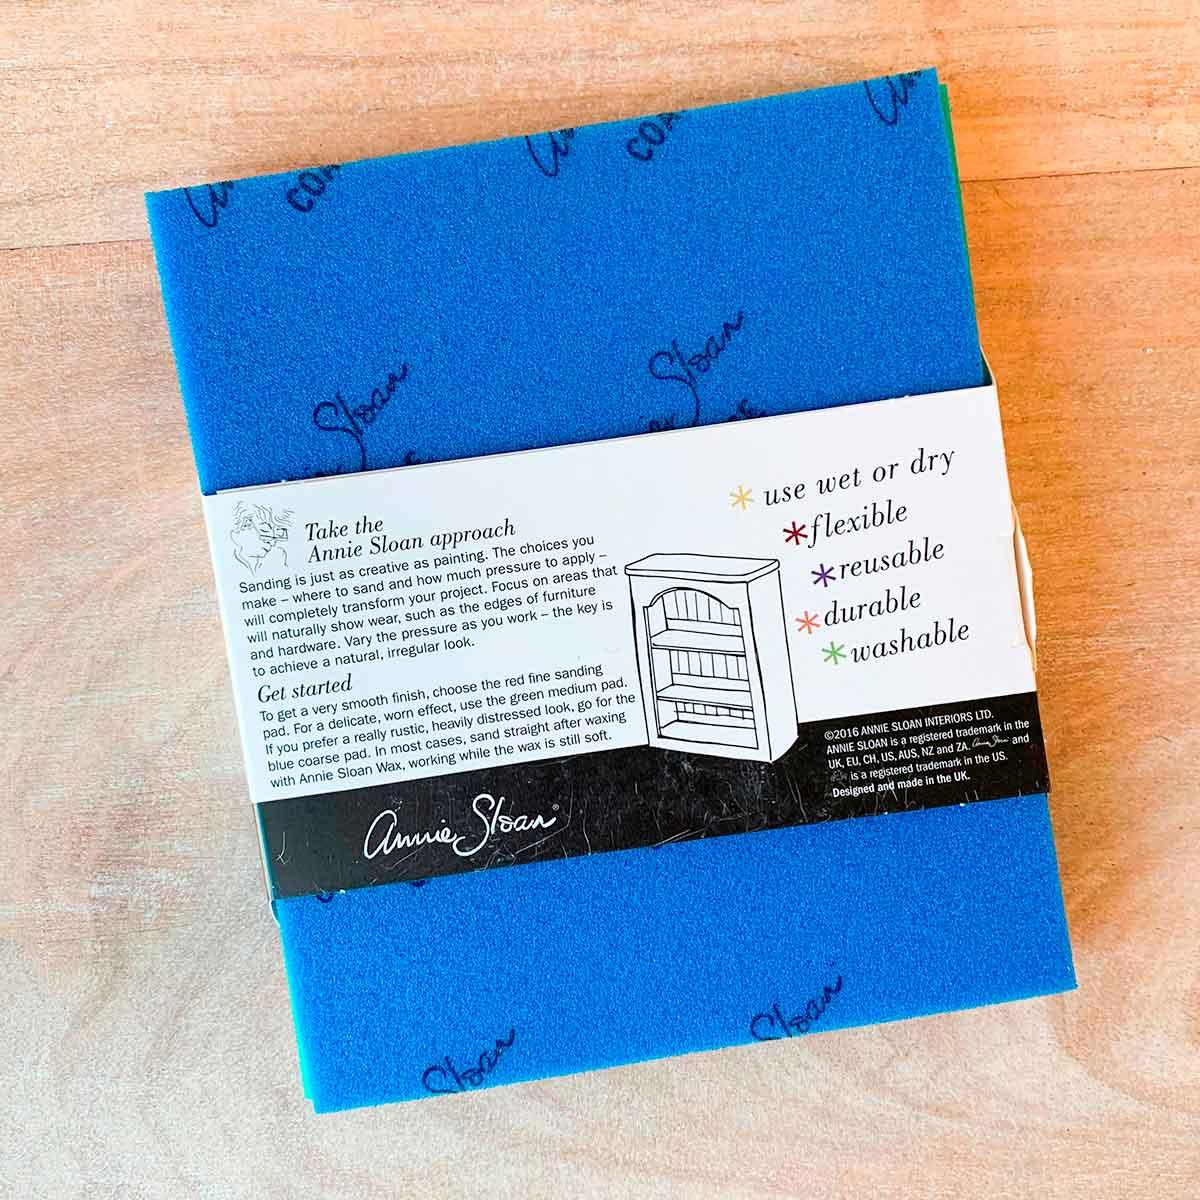 Sloan
Sloan
Take the
Annie Sloan approach
Sanding is just as creative as painting. The choices you
make – where to sand and how much pressure to apply –
will completely transform your project. Focus on areas that
will naturally show wear, such as the edges of furniture
and hardware. Vary the pressure as you work – the key is
to achieve a natural, irregular look.
Get started
To get a very smooth finish, choose the red fine sanding
pad. For a delicate, worn effect, use the green medium pad.
If you prefer a really rustic, heavily distressed look, go for the
blue coarse pad. In most cases, sand straight after waxing
with Annie Sloan Wax, working while the wax is still soft.
* use wet or dry
* flexible
* reusable
* durable
* washable
©2016 ANNIE SLOAN INTERIORS LTD.
ANNIE SLOAN is a registered trademark in the
UK, EU, CH, US, AUS, NZ and ZA. Annie Sloan and
is a registered trademark in the US.
Designed and made in the UK.
Annie Sloan®
Sloan
Sloan